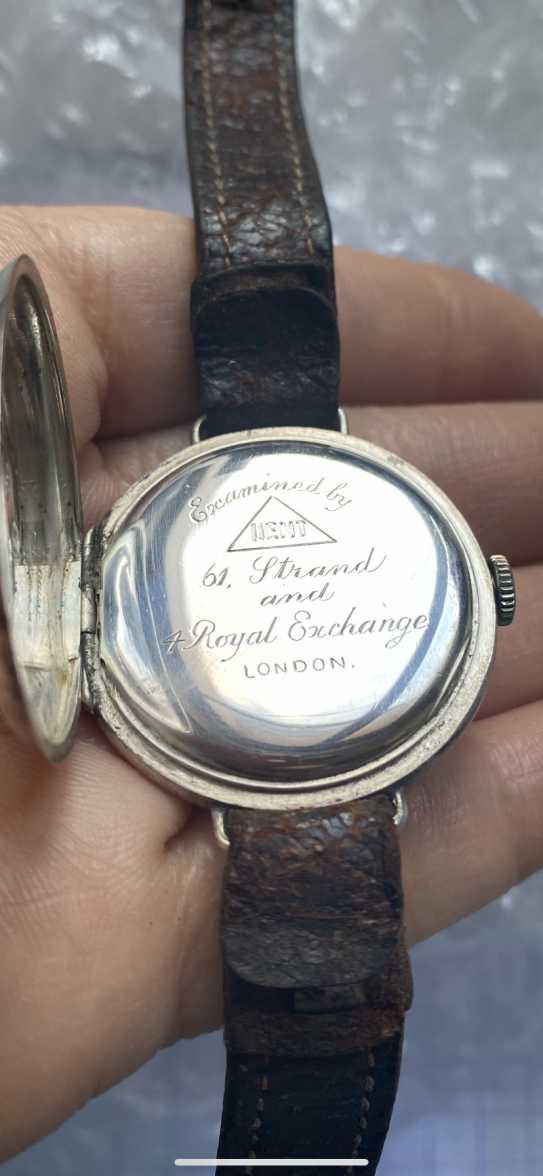 Examined by
DENT
61, Strand
and
4 Royal Exchange
LONDON.